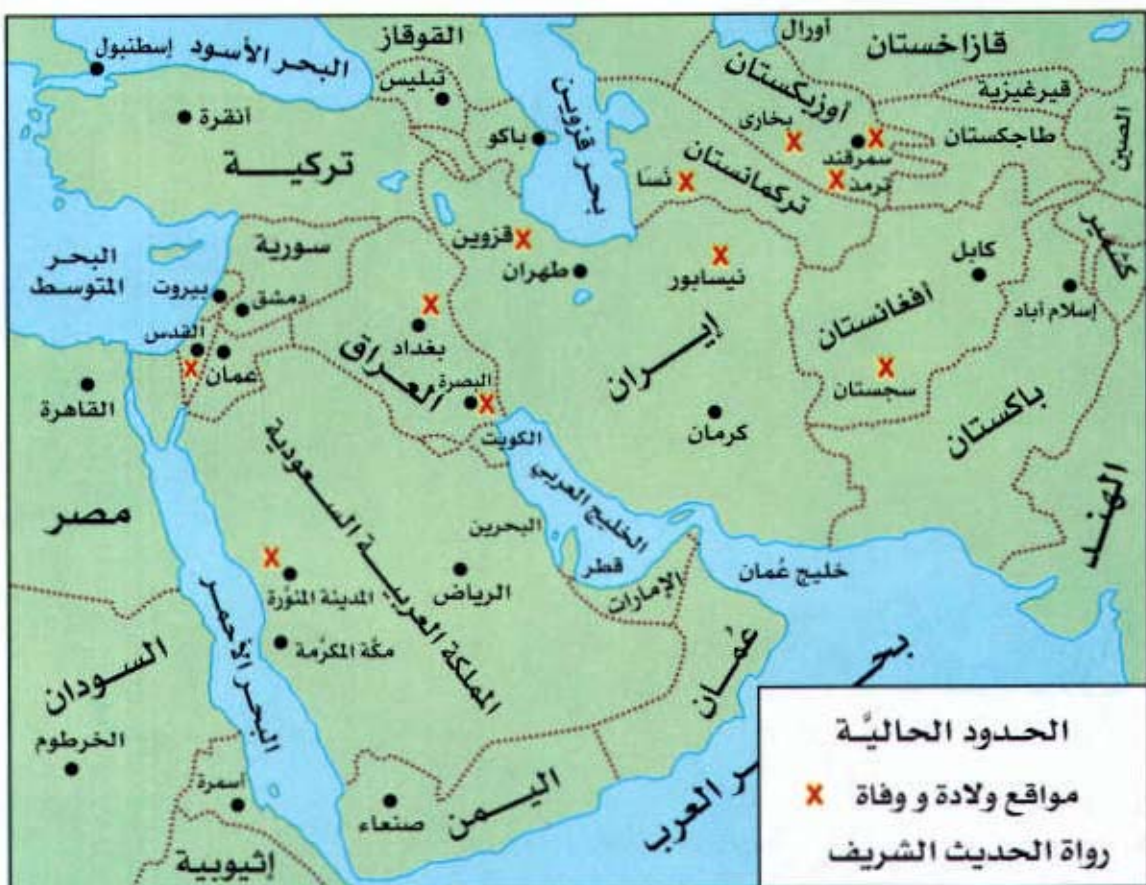 القوقاز
أورال
قازاخستان
إسطنبول
البحر الأسود
تبليس
أوزبكستان
قيرغيزية
الصين
أنقرة
باكو
بحر قزوين
بخارى
سمرقند
طاجكستان
تركية
نسَا
تركمانستان
ترمذ
قزوين
كشمير
سورية
طهران
نيسابور
كابل
البحر
المتوسط
بيروت
دمشق
أفغانستان
إسلام آباد
القدس
عمان
بغداد
العراق
إيران
سجستان
البصرة
القاهرة
الكويت
كرمان
باكستان
مصر
المملكة العربية السعودية
الخليج العربي
البحرين
الهند
قطر
خليج عُمان
الإمارات
المدينة المنوَّرة
الرياض
مكَّة المكرَّمة
البحر الأحمر
عُمـان
السودان
الخرطوم
بحر العرب
أسمرة
صنعاء
اليمن
إثيوبية
الحدود الحاليَّة
مواقع ولادة و وفاة X
رواة الحديث الشريف